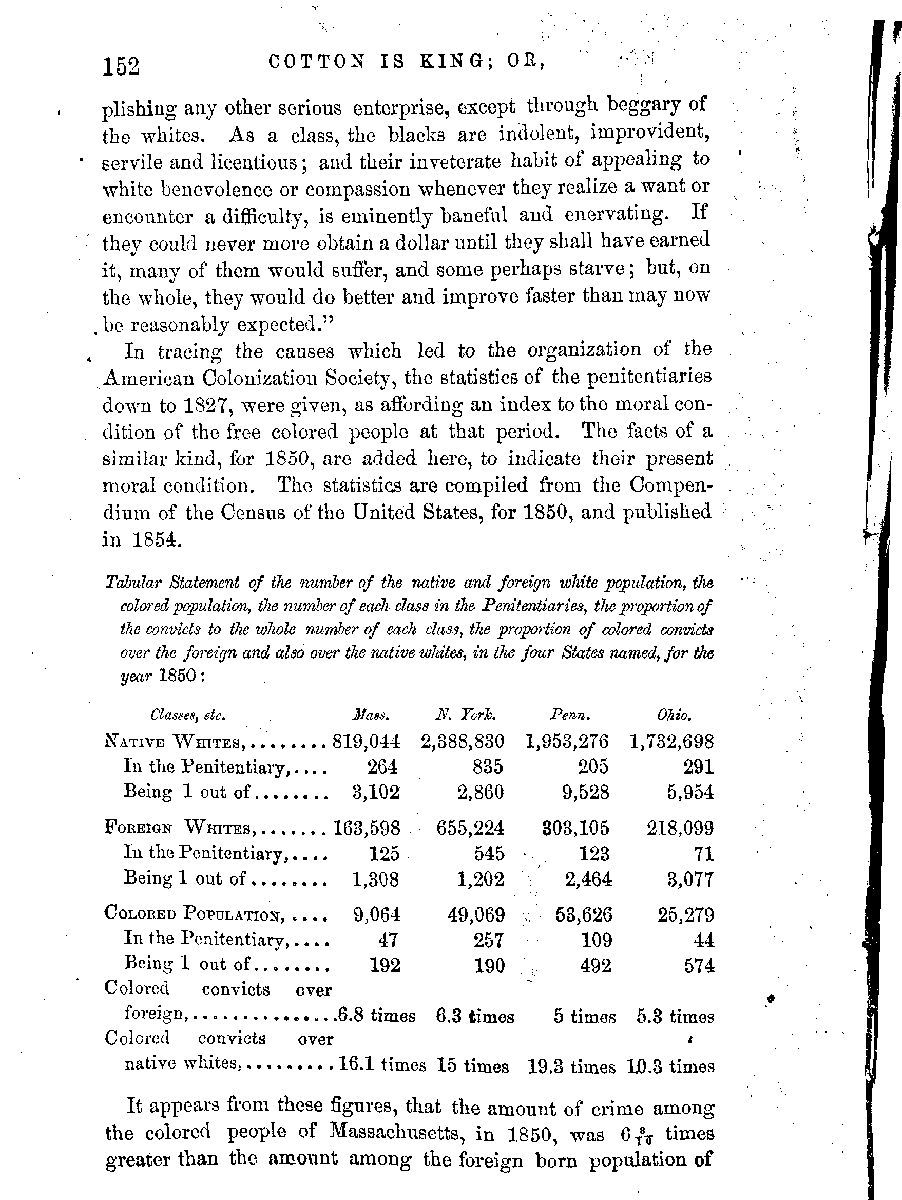 152 COTTON IS KING; OR,
plishing any other serious enterprise, except through beggary of
the whites. As a class, the blacks are indolent, improvident,
servile and licentious; and their inveterate habit of appealing to
white benevolence or compassion whenever they realize a want or
encounter a difficulty, is eminently baneful and enervating. If
they could never more obtain a dollar until they shall have earned
it, many of them would suffer, and some perhaps starve; but, on
the whole, they would do better and improve faster than may now
be reasonably expected."
In tracing the causes which led to the organization of the
American Colonization Society, the statistics of the penitentiaries
down to 1827, were given, as affording an index to the moral con-
dition of the free colored people at that period. The facts of a
similar kind, for 1850, are added here, to indicate their present
moral condition. The statistics are compiled from the Compen-
dium of the Census of the United States, for 1850, and published
in 1854.
Tabular Statement of the number of the native and foreign white population, the
colored population, the number of each class in the Penitentiaries, the proportion of
the convicts to the whole number of each class, the proportion of colored convicts
over the foreign and also over the native whites, in the four States named, for the
year 1850:
Classes, etc. Mass. N. York. Penn. Ohio.
NATIVE WHITES,........ 819,044 2,388,830 1,953,276 1,732,698
In the Penitentiary,.... 264 835 205 291
Being 1 out of........ 3,102 2,860 9,528 5,954
FOREIGN WHITES,....... 163,598 655,224 303,105 218,099
In the Penitentiary,.... 125 545 123 71
Being 1 out of ........ 1,308 1,202 2,464 3,077
COLORED POPULATION, .... 9,064 49,069 53,626 25,279
In the Penitentiary,.... 47 257 109 44
Being 1 out of........ 192 190 492 574
Colored convicts over
foreign,...............6.8 times 6.3 times 5 times 5.3 times
Colored convicts over
native whites,.........16.1 times 15 times 19.3 times 10.3 times
It appears from these figures, that the amount of crime among
the colored people of Massachusetts, in 1850, was 6 8/10 times
greater than the amount among the foreign born population of